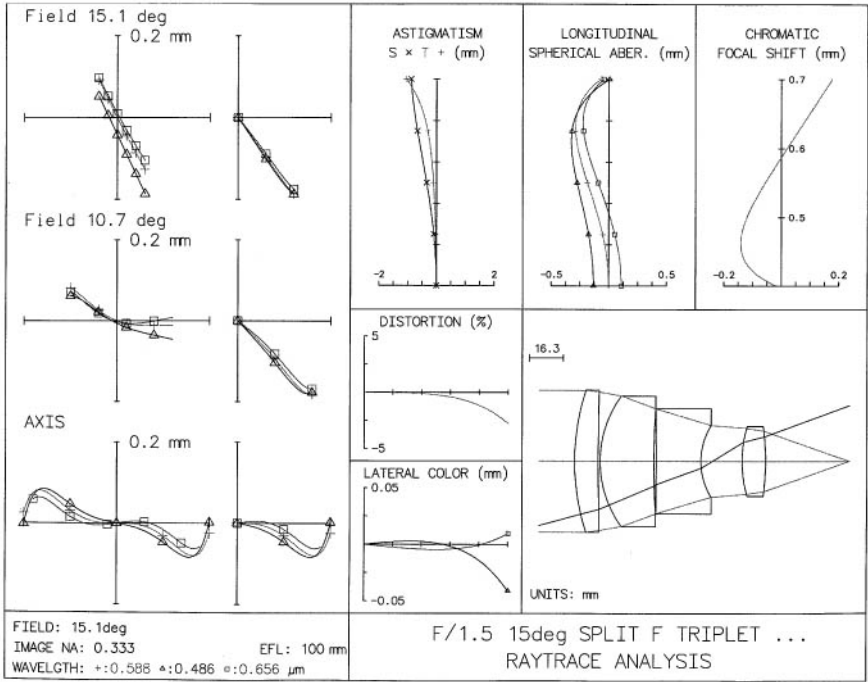 Field 15.1 deg
0.2 mm
Field 10.7 deg
0.2 mm
AXIS
0.2 mm
ASTIGMATISM
S × T + (mm)
-2
2
LONGITUDINAL
SPHERICAL ABER. (mm)
-0.5
0.5
CHROMATIC
FOCAL SHIFT (mm)
0.7
0.6
0.5
-0.2
0.2
DISTORTION (%)
5
-5
LATERAL COLOR (mm)
0.05
-0.05
16.3
UNITS: mm
FIELD: 15.1deg
IMAGE NA: 0.333 EFL: 100 mm
WAVELGTH: +:0.588 △:0.486 □:0.656 µm
F/1.5 15deg SPLIT F TRIPLET ...
RAYTRACE ANALYSIS